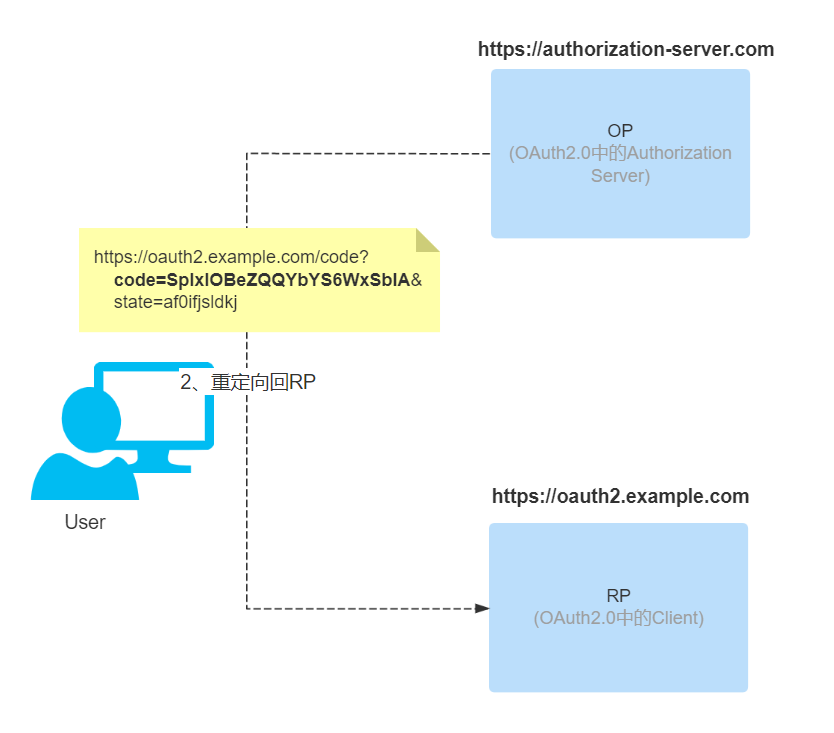 https://authorization-server.com
OP
(OAuth2.0中的Authorization
Server)
https://oauth2.example.com/code?
code=SplxlOBeZQQYbYS6WxSbIA&
state=af0ifjsldkj
2、重定向回RP
User
https://oauth2.example.com
RP
(OAuth2.0中的Client)